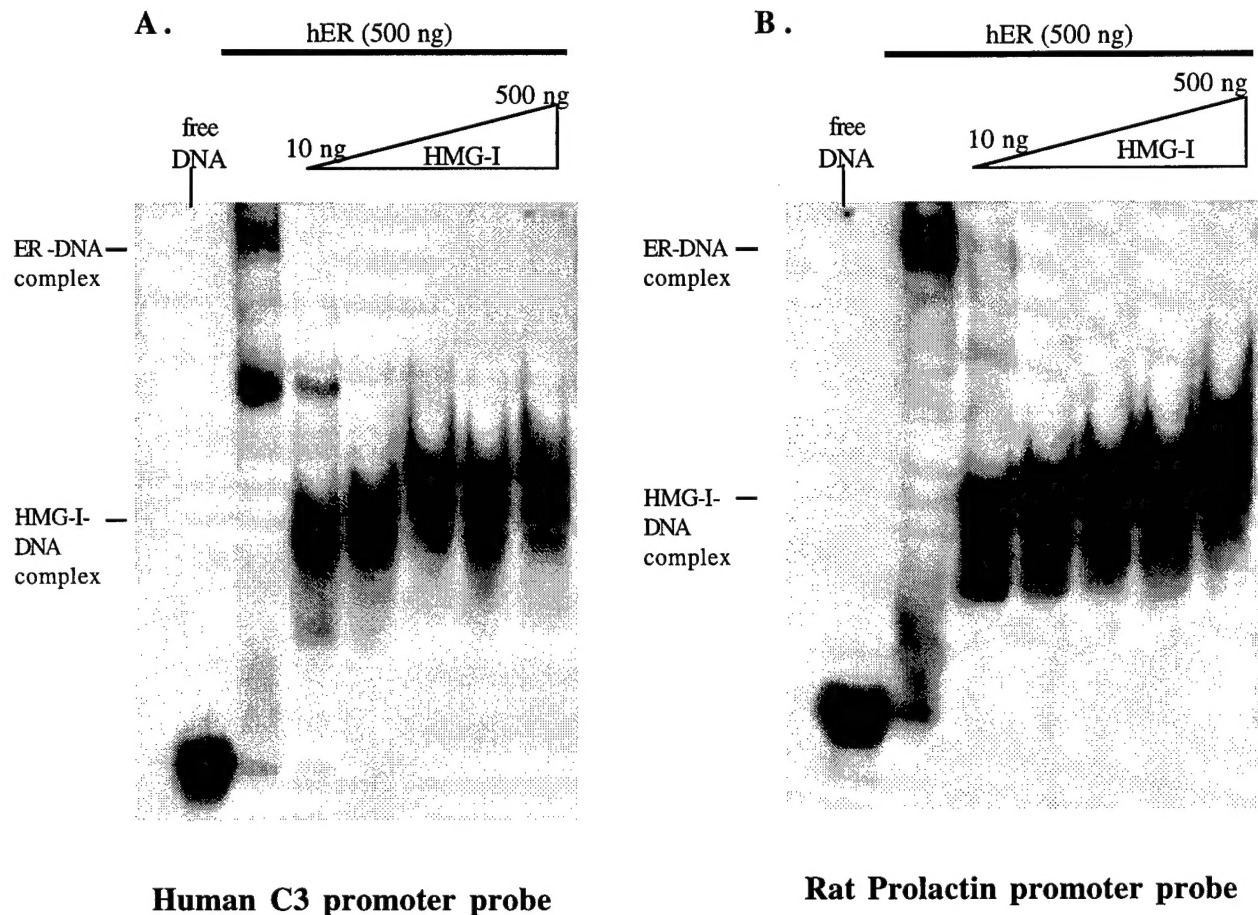 A.
hER (500 ng)
500 ng
free
DNA
10 ng
HMG-I
ER -DNA
complex
HMG-I-
DNA
complex
Human C3 promoter probe
B.
hER (500 ng)
500 ng
free
DNA
10 ng
HMG-I
ER-DNA
complex
HMG-I-
DNA
complex
Rat Prolactin promoter probe